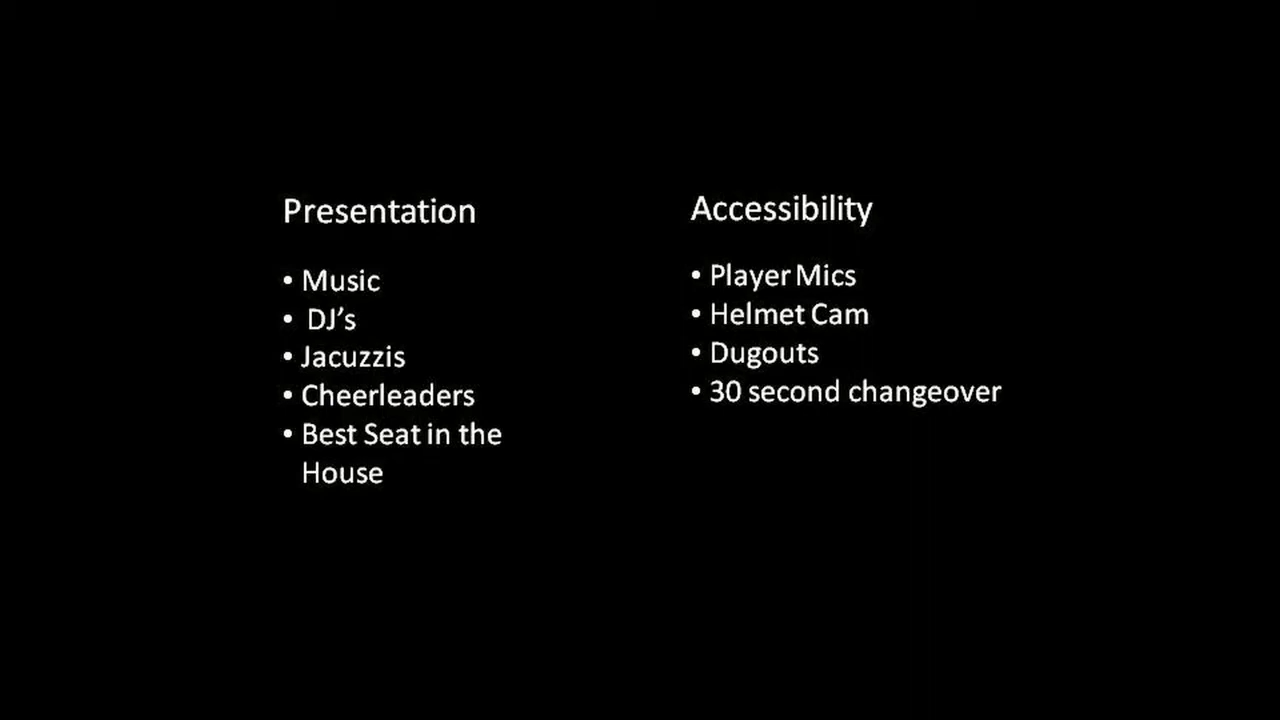 Presentation
• Music
• DJ’s
• Jacuzzis
• Cheerleaders
• Best Seat in the
House
Accessibility
• Player Mics
• Helmet Cam
• Dugouts
• 30 second changeover